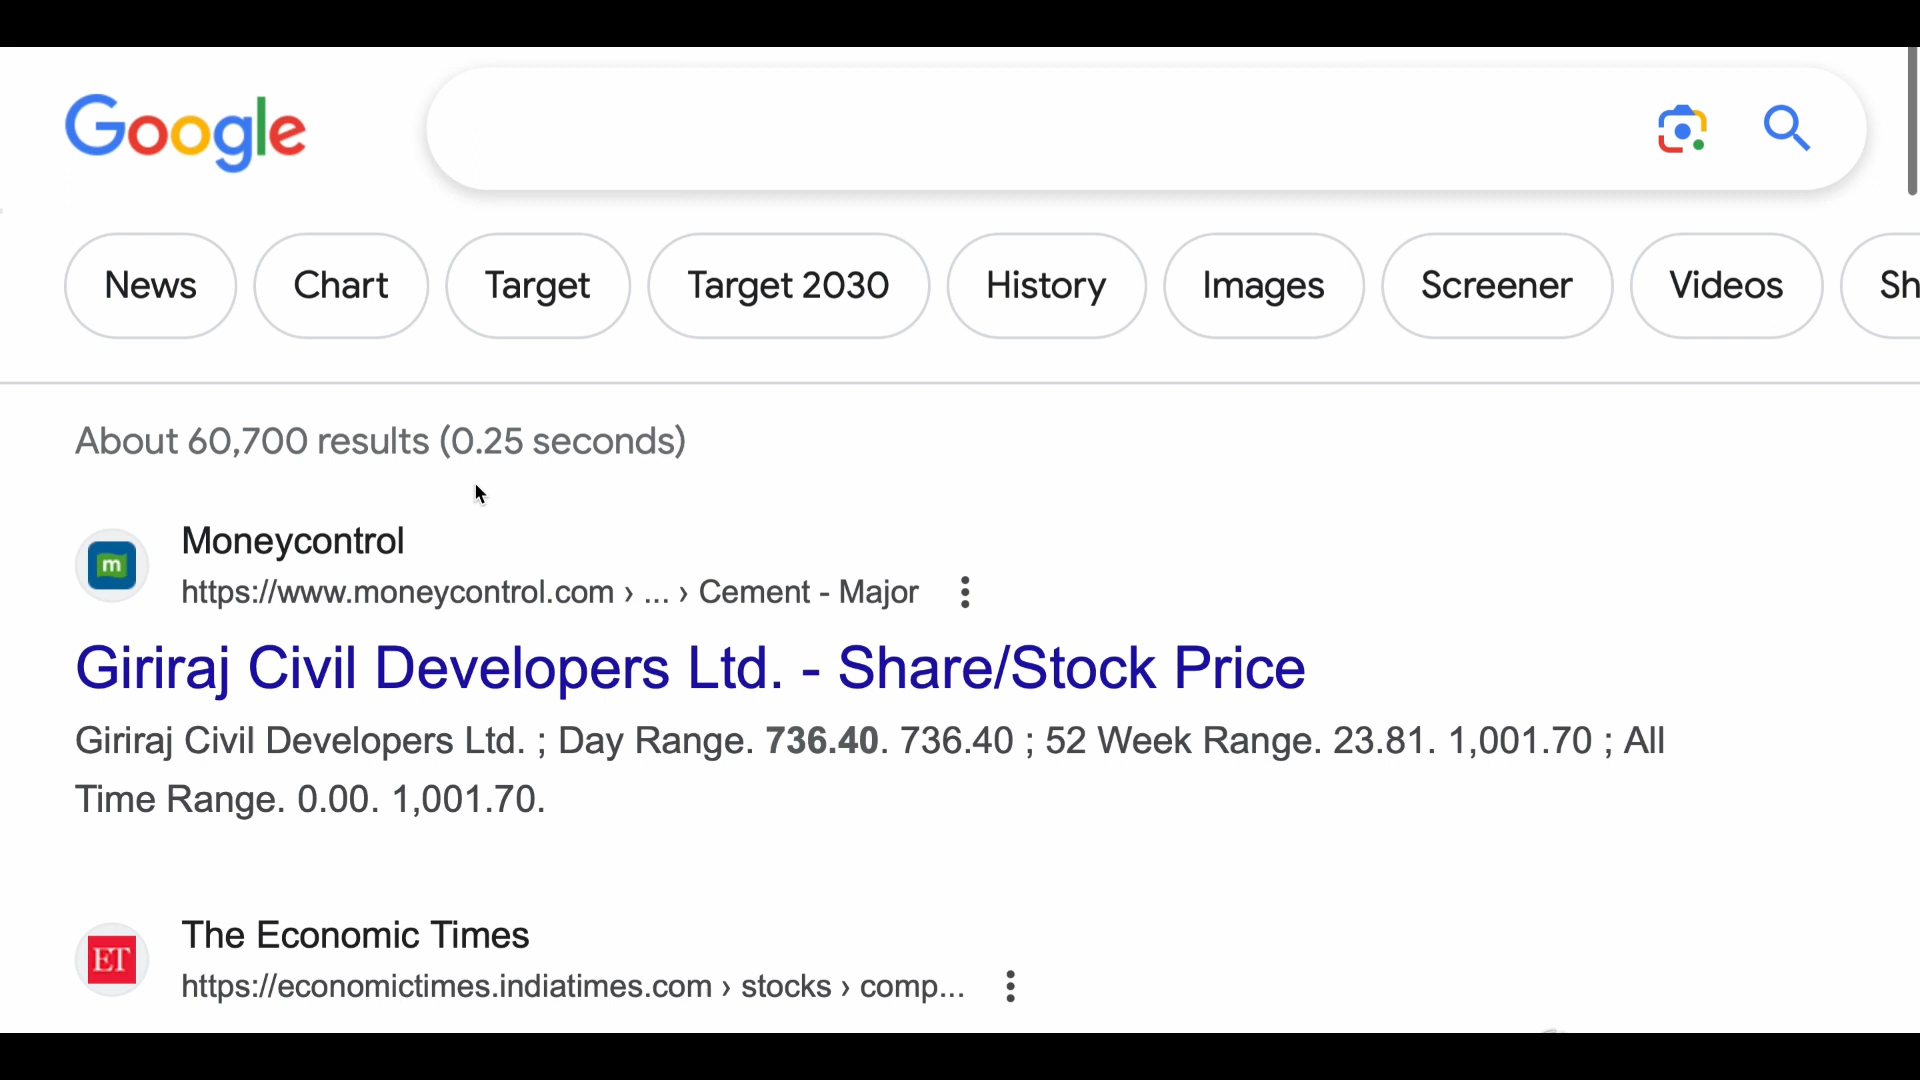 Google
News Chart Target Target 2030 History Images Screener Videos Sh
About 60,700 results (0.25 seconds)
m
Moneycontrol
https://www.moneycontrol.com › ... › Cement - Major
Giriraj Civil Developers Ltd. - Share/Stock Price
Giriraj Civil Developers Ltd. ; Day Range. 736.40. 736.40 ; 52 Week Range. 23.81. 1,001.70 ; All
Time Range. 0.00. 1,001.70.
ET
The Economic Times
https://economictimes.indiatimes.com › stocks › comp...